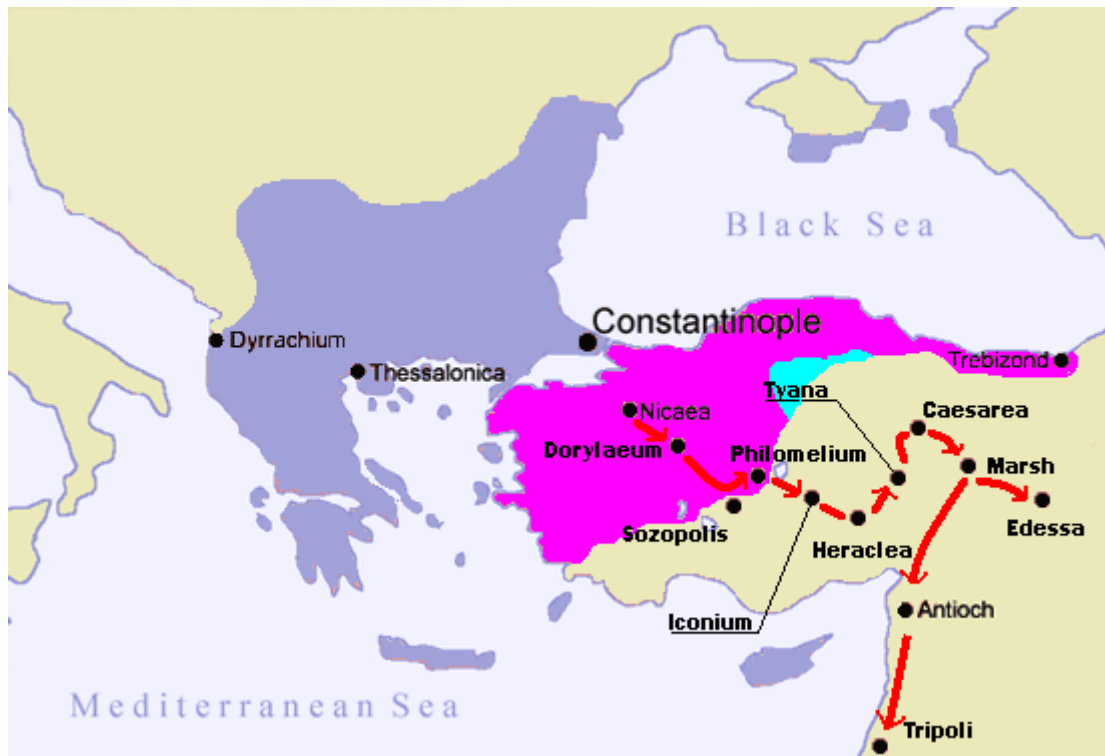 Black Sea
Constantinople
Dyrrachium
Thessalonica
Trebizond
Tyana
Nicaea
Caesarea
Dorylaeum
Philomelium
Marsh
Sozopolis
Heraclea
Edessa
Iconium
Antioch
Mediterranean Sea
Tripoli